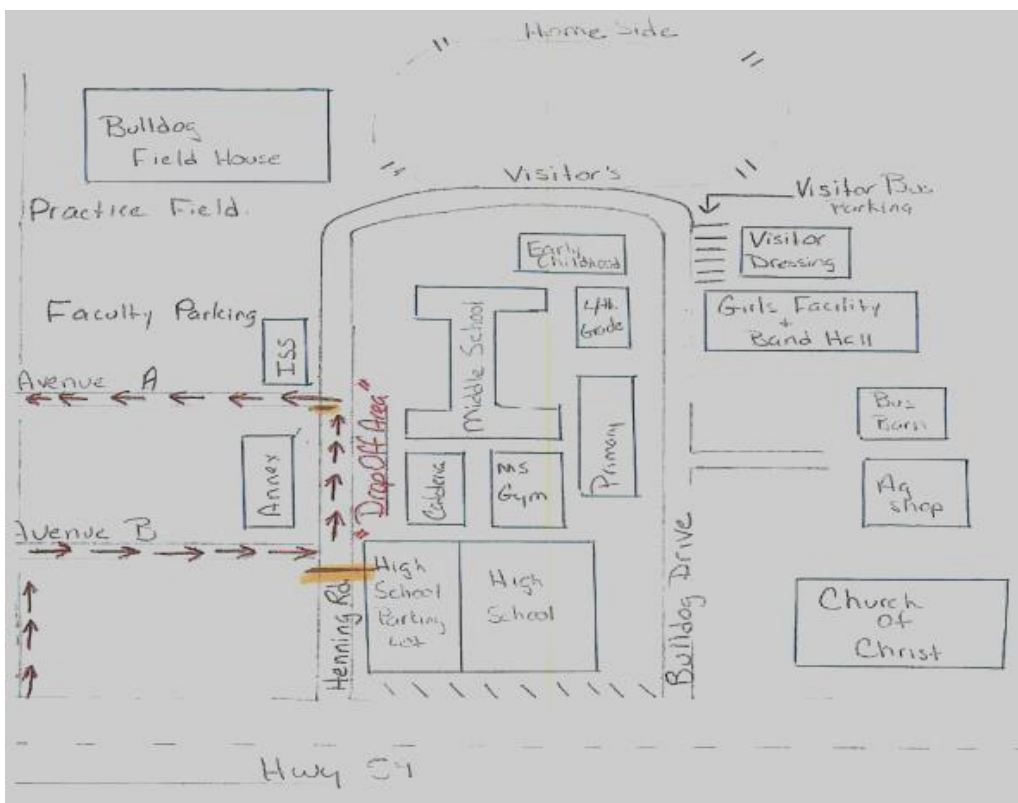 Home Side
Bulldog
Field House
Visitor's
Visitor Bus
Parking
Practice Field.
Visitor
Dressing
Early
Childhood
4th
Grade
Girls Facility
+
Band Hall
Faculty Parking
ISS
Middle School
Avenue A
"Drop Off Area"
Bus
Barn
Annex
Cafeteria
MS
Gym
Primary
Ag
Shop
Avenue B
High
School
Parking
Lot
High
School
Henning Rd.
Bulldog Drive
Church
Of
Christ
Hwy